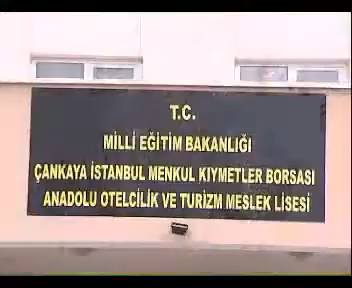 T.C.
MİLLİ EĞİTİM BAKANLIĞI
ÇANKAYA İSTANBUL MENKUL KIYMETLER BORSASI
ANADOLU OTELCİLİK VE TURİZM MESLEK LİSESİ